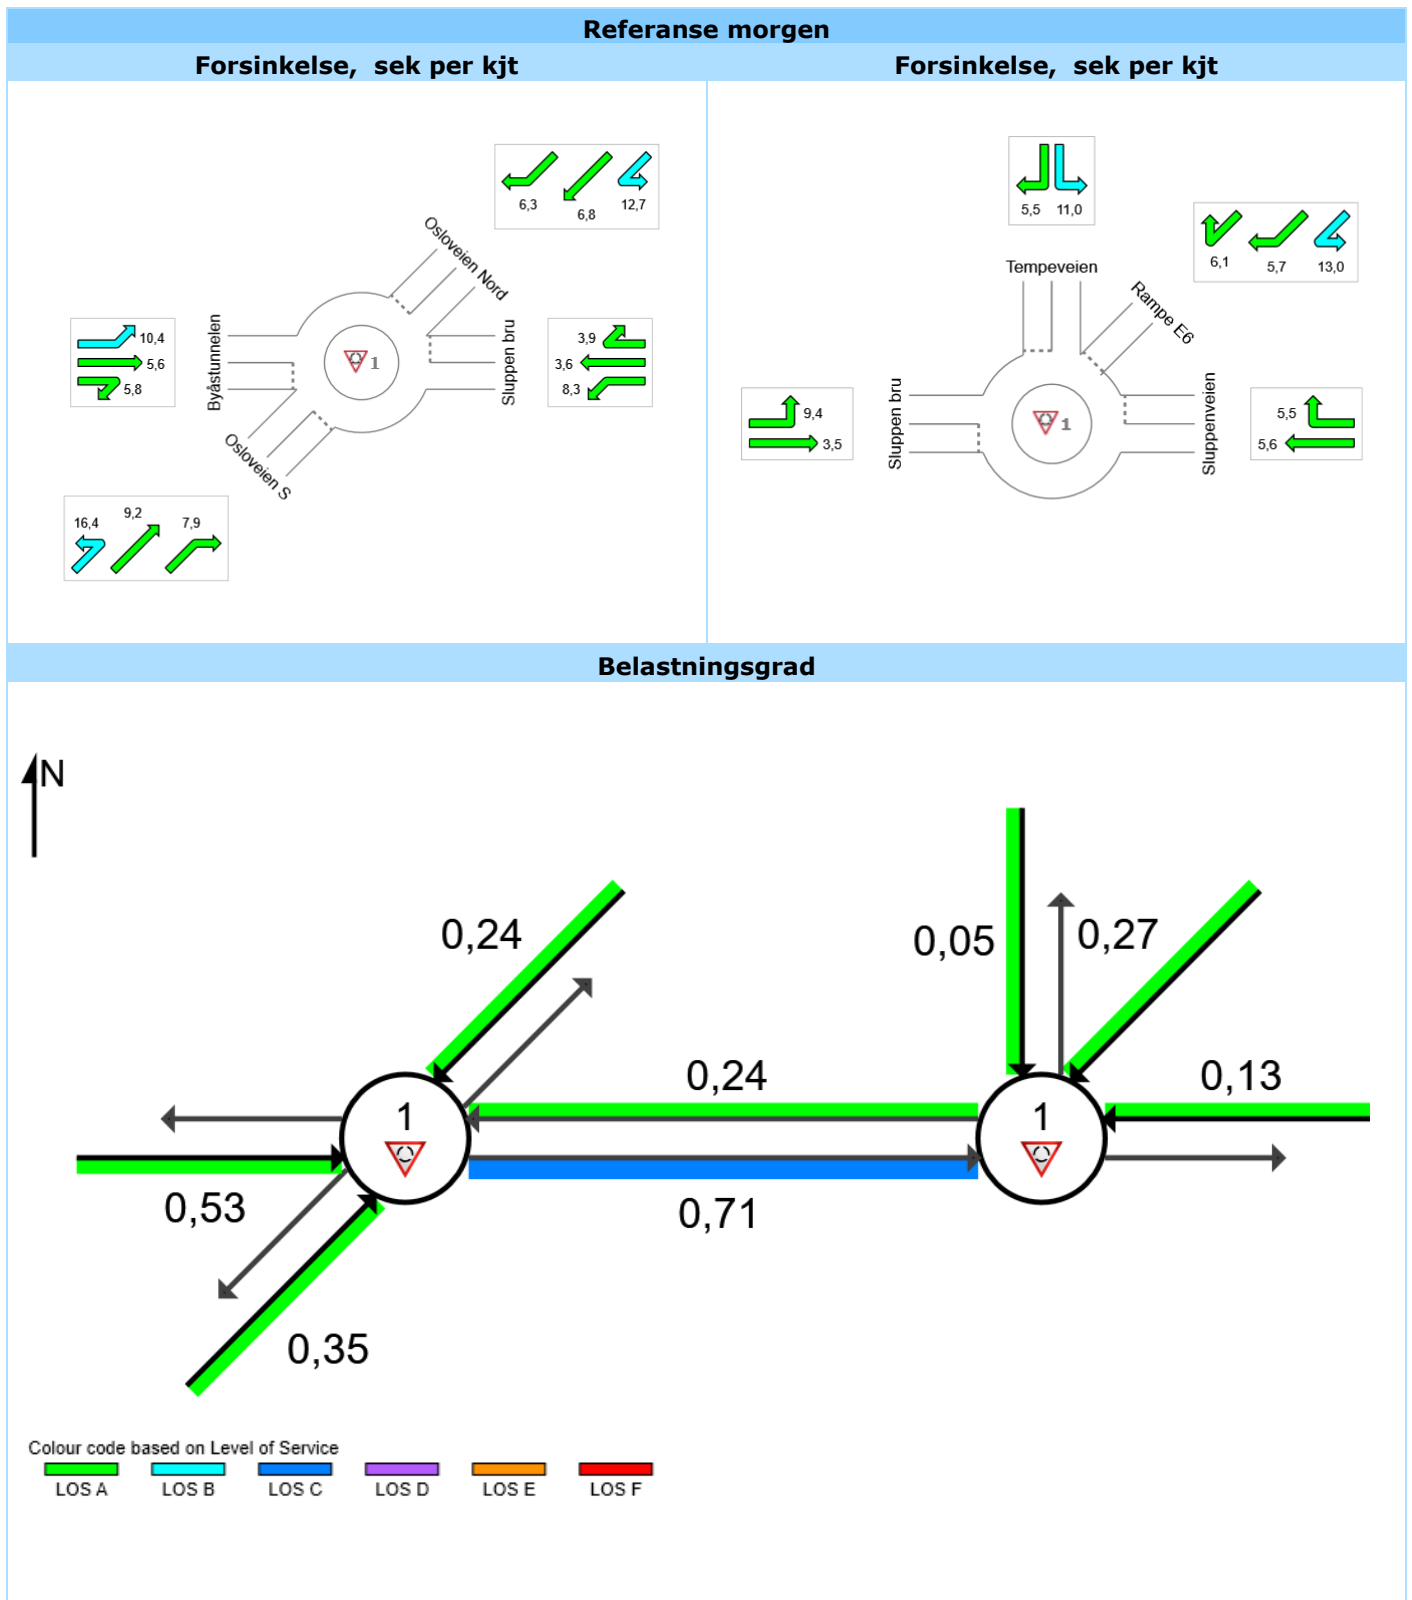 Referanse morgen
Forsinkelse, sek per kjt
Forsinkelse, sek per kjt
6,3 6,8 12,7
Osloveien Nord
10,4
5,6
5,8
Byåstunnelen
1
Sluppen bru
3,9
3,6
8,3
Osloveien S
16,4 9,2 7,9
5,5 11,0
6,1 5,7 13,0
Tempeveien
Rampe E6
9,4
3,5
Sluppen bru
1
Sluppenveien
5,5
5,6
Belastningsgrad
N
0,24
0,05
0,27
0,24
0,13
1
1
0,53
0,71
0,35
Colour code based on Level of Service
LOS A LOS B LOS C LOS D LOS E LOS F